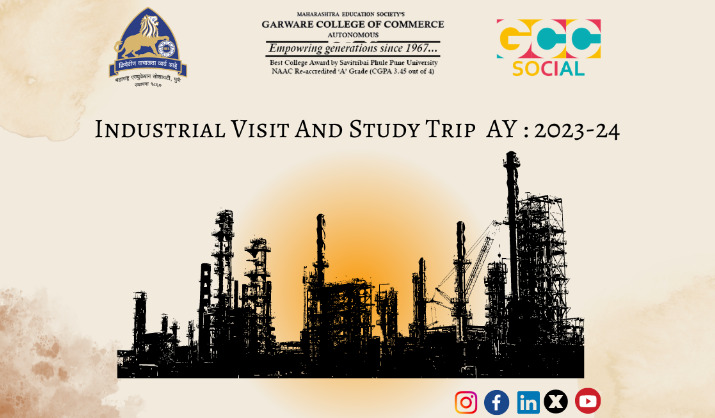 MAHARASHTRA EDUCATION SOCIETY'S
GARWARE COLLEGE OF COMMERCE
AUTONOMOUS
Empowering generations since 1967...
Best College Award by Savitribai Phule Pune University
NAAC Re-accredited 'A' Grade (CGPA 3.45 out of 4)
GCC
SOCIAL
INDUSTRIAL VISIT AND STUDY TRIP AY : 2023-24